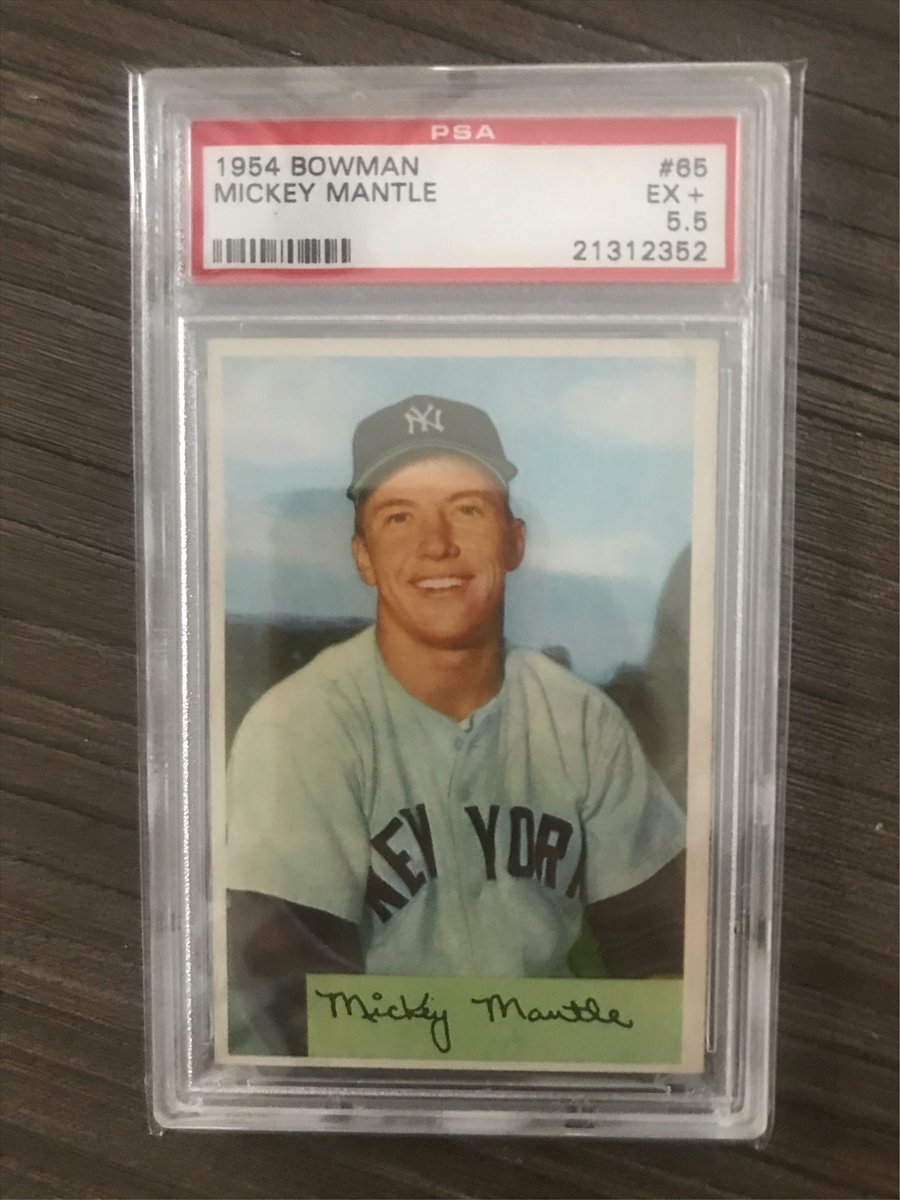 PSA
1954 BOWMAN #65
MICKEY MANTLE EX +
5.5
21312352
NY
NEW YORK
Mickey Mantle